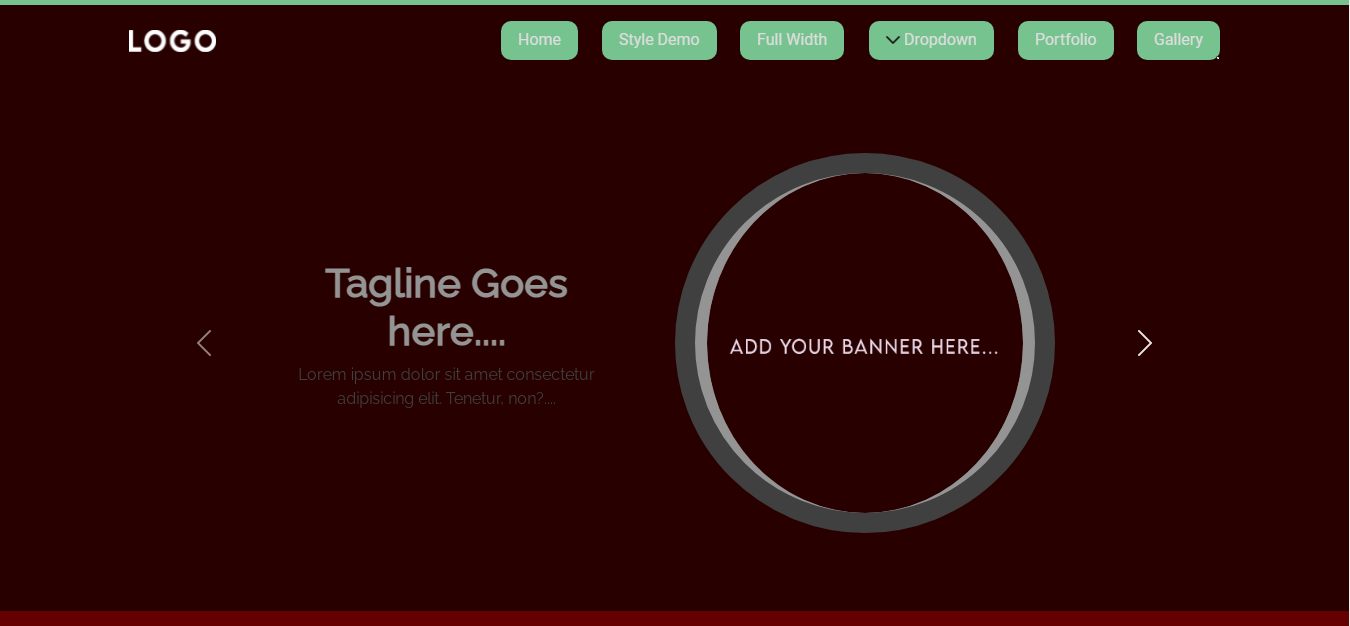 LOGO
Home
Style Demo
Full Width
Dropdown
Portfolio
Gallery
Tagline Goes
here....
Lorem ipsum dolor sit amet consectetur
adipisicing elit. Tenetur, non?....
ADD YOUR BANNER HERE...